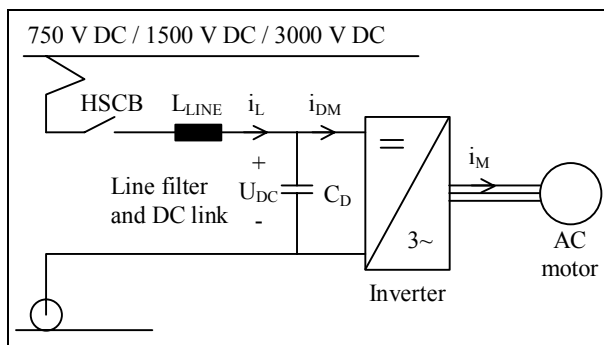 750 V DC / 1500 V DC / 3000 V DC
HSCB
L_LINE
i_L
i_DM
+
Line filter
and DC link
U_DC
-
C_D
=
3~
i_M
AC
motor
Inverter